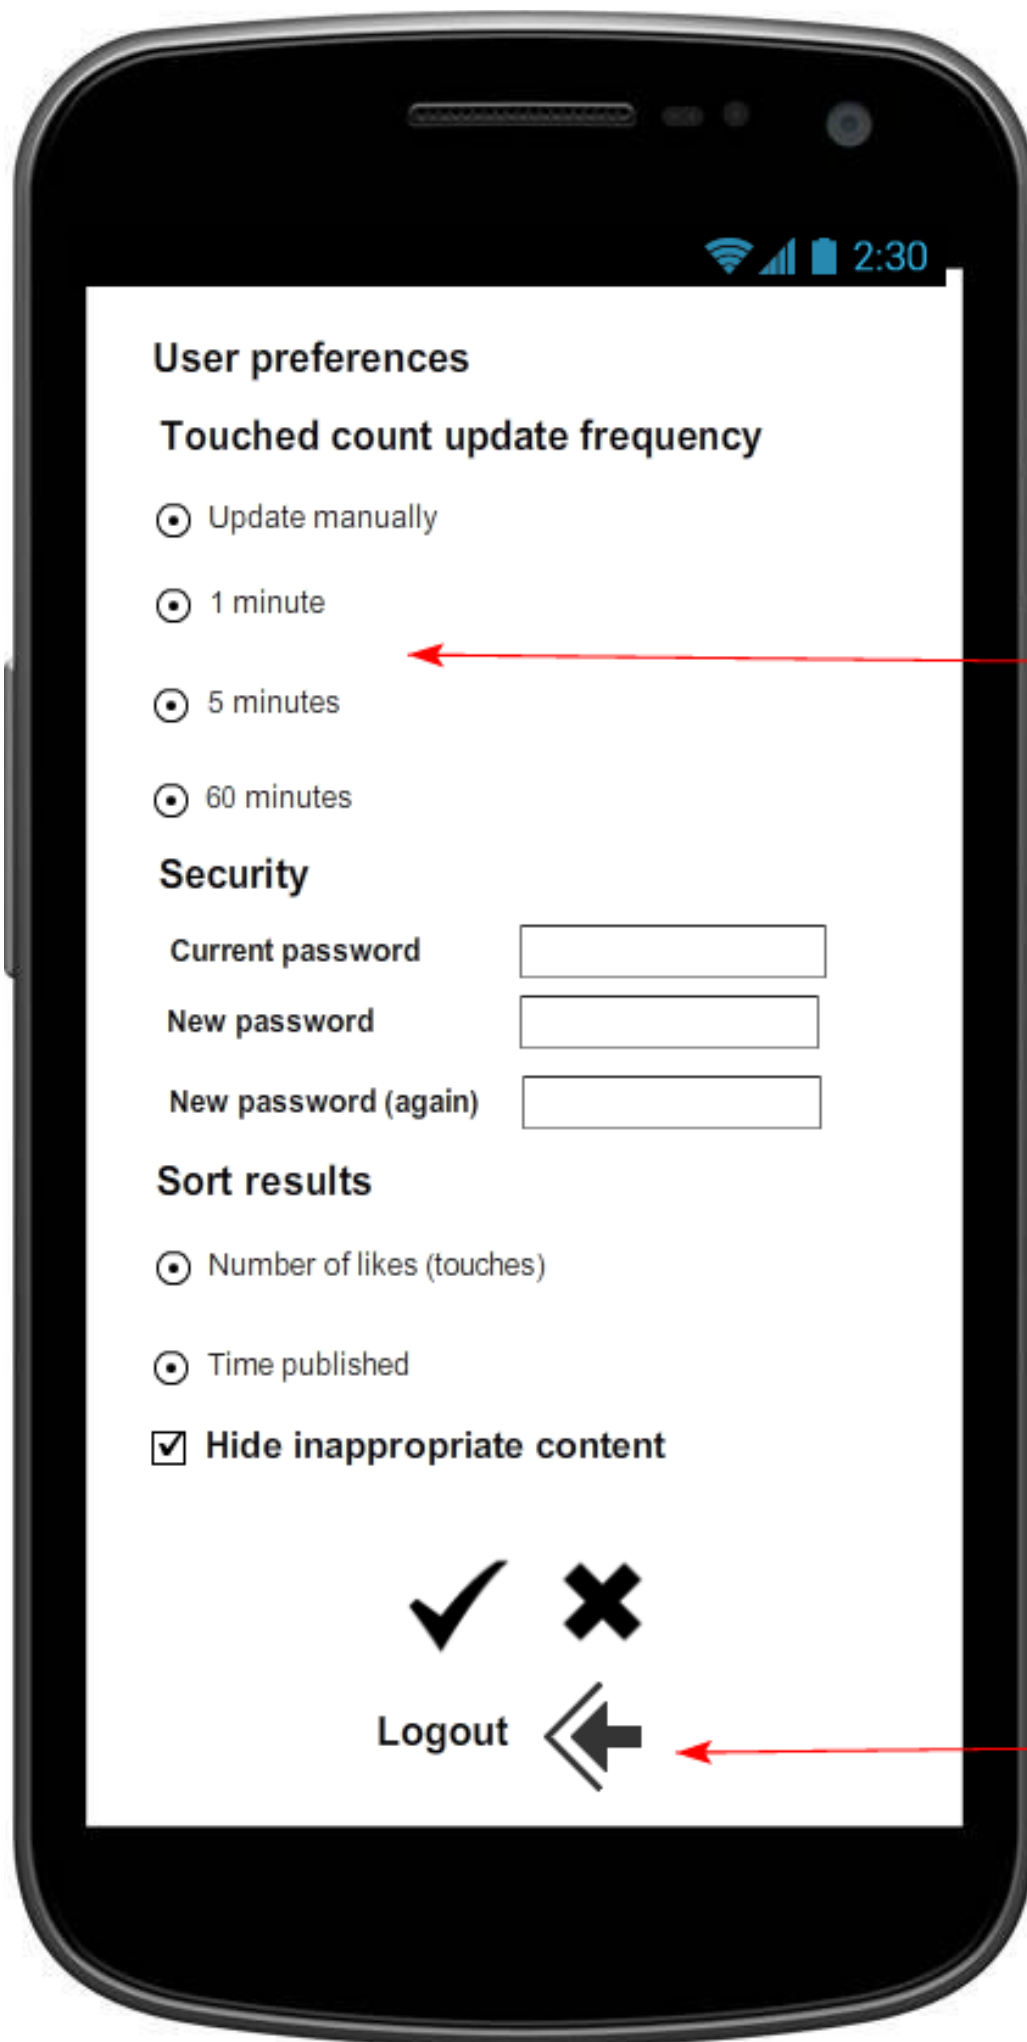 2:30
User preferences
Touched count update frequency
Update manually
1 minute
5 minutes
60 minutes
Security
Current password
New password
New password (again)
Sort results
Number of likes (touches)
Time published
Hide inappropriate content
Logout